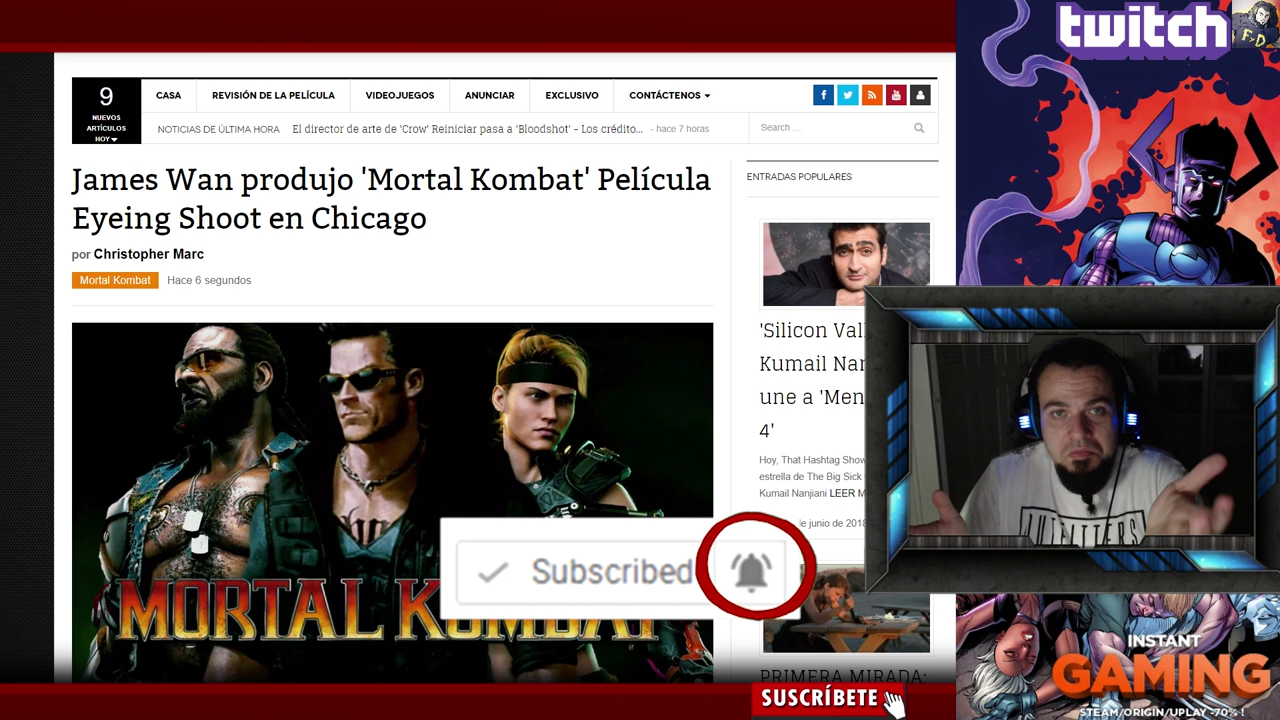 twitch
F&D
9
NUEVOS
ARTÍCULOS
HOY
CASA
REVISIÓN DE LA PELÍCULA
VIDEOJUEGOS
ANUNCIAR
EXCLUSIVO
CONTÁCTENOS
NOTICIAS DE ÚLTIMA HORA
El director de arte de 'Crow' Reiniciar pasa a 'Bloodshot' - Los crédito...
- hace 7 horas
Search ...
James Wan produjo 'Mortal Kombat' Película
Eyeing Shoot en Chicago
por Christopher Marc
Mortal Kombat
Hace 6 segundos
MORTAL KOMBAT
Subscribed
ENTRADAS POPULARES
'Silicon Val
Kumail Nan
une a 'Men
4'
Hoy, That Hashtag Show
estrella de The Big Sick
Kumail Nanjiani LEER M
de junio de 2018
PRIMERA MIRADA:
OUTFITTERS
SUSCRÍBETE
INSTANT
GAMING
STEAM/ORIGIN/UPLAY -70% !